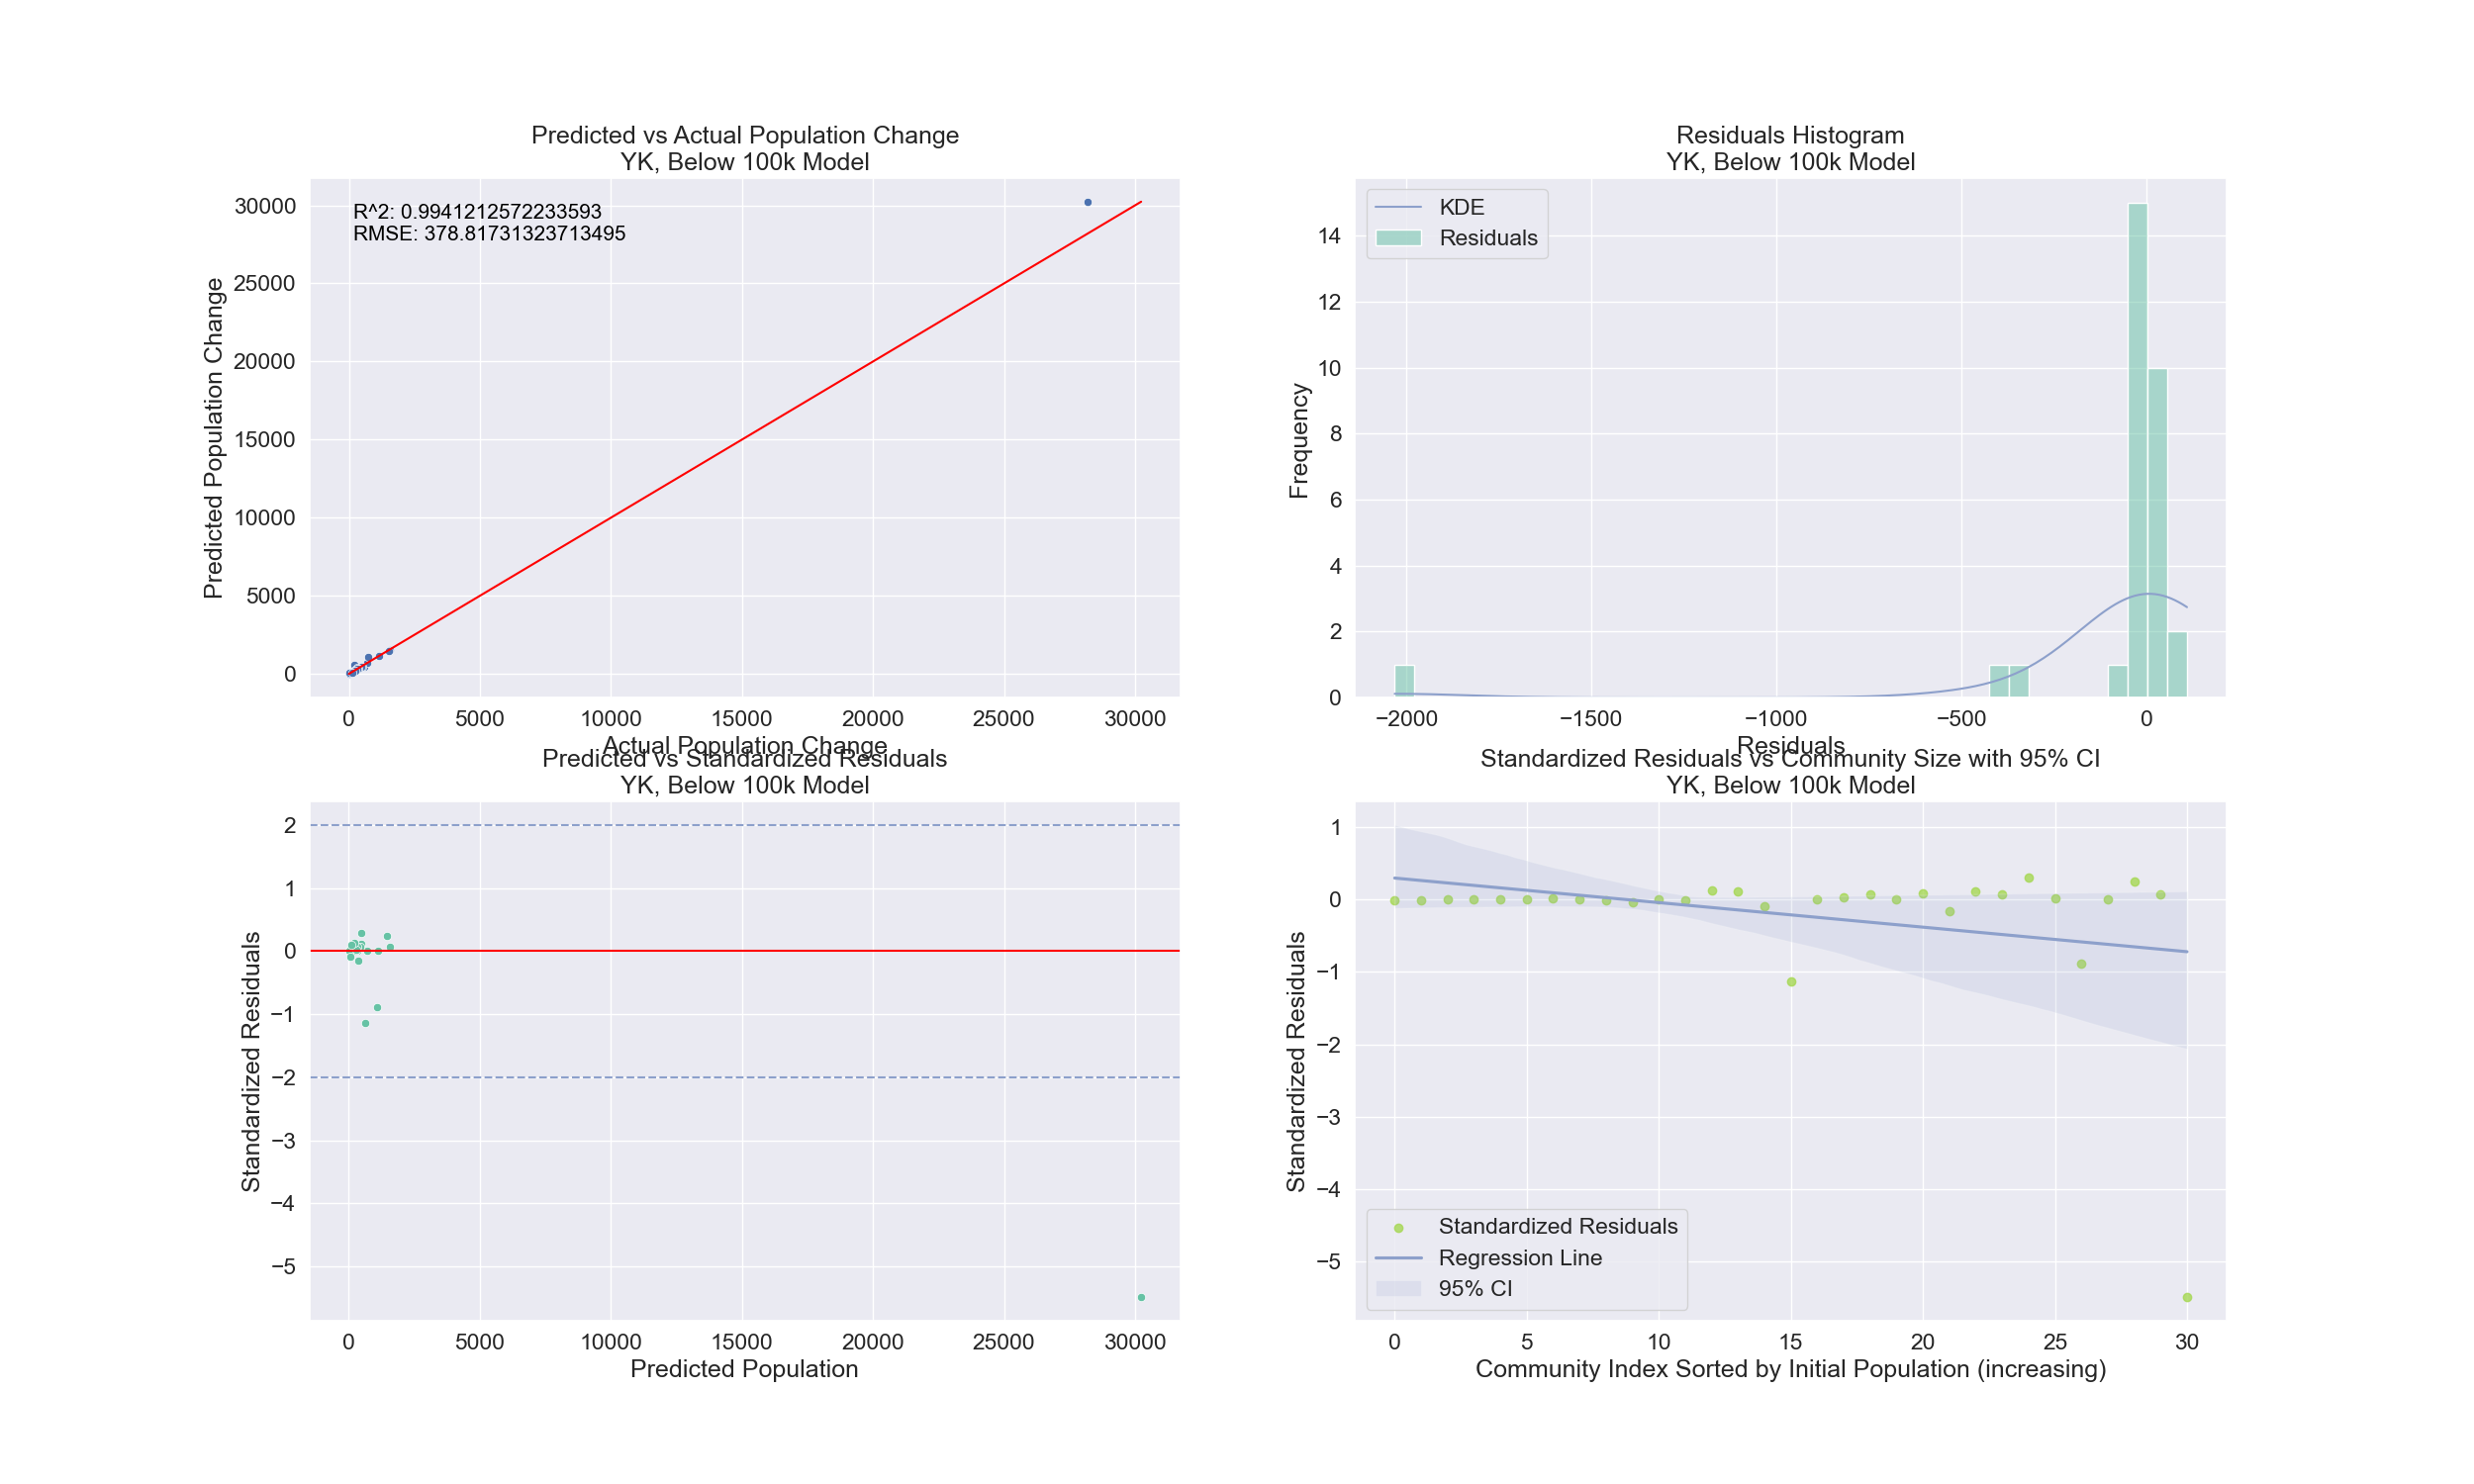 Predicted vs Actual Population Change
YK, Below 100k Model
R^2: 0.9941212572233593
RMSE: 378.81731323713495
Predicted Population Change
30000
25000
20000
15000
10000
5000
0
0
5000
10000
15000
20000
25000
30000
Actual Population Change
Residuals Histogram
YK, Below 100k Model
KDE
Residuals
Frequency
14
12
10
8
6
4
2
0
−2000
−1500
−1000
−500
0
Residuals
Predicted vs Standardized Residuals
YK, Below 100k Model
Standardized Residuals
2
1
0
−1
−2
−3
−4
−5
0
5000
10000
15000
20000
25000
30000
Predicted Population
Standardized Residuals vs Community Size with 95% CI
YK, Below 100k Model
Standardized Residuals
1
0
−1
−2
−3
−4
−5
Standardized Residuals
Regression Line
95% CI
0
5
10
15
20
25
30
Community Index Sorted by Initial Population (increasing)